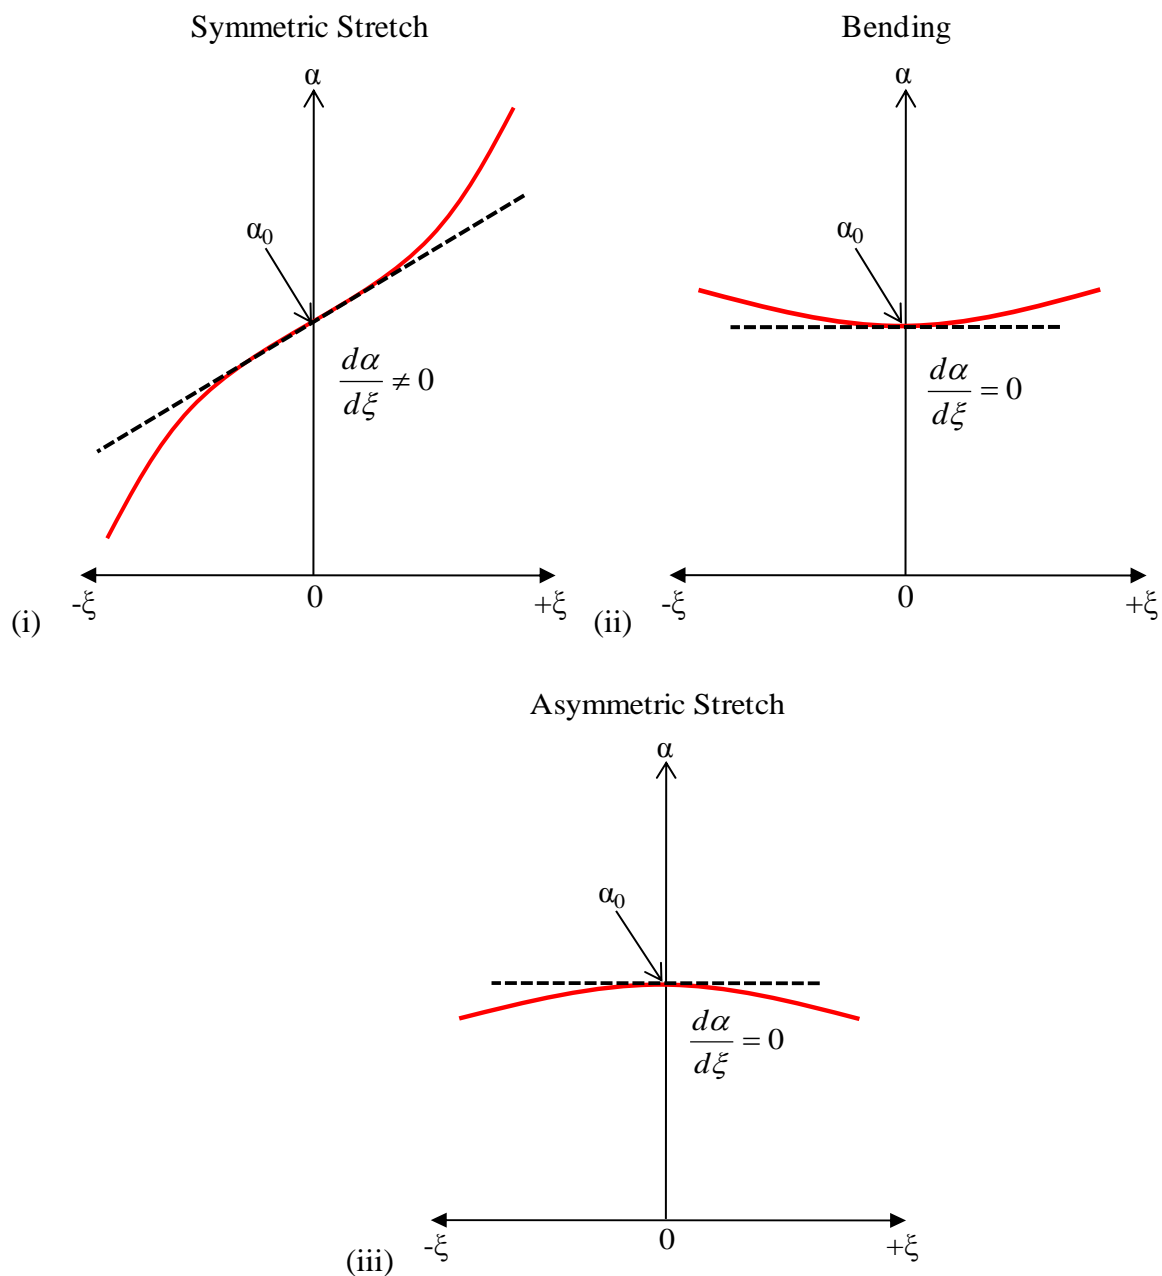 Symmetric Stretch
α
α₀
dα/dξ ≠ 0
-ξ 0 +ξ
(i)
Bending
α
α₀
dα/dξ = 0
-ξ 0 +ξ
(ii)
Asymmetric Stretch
α
α₀
dα/dξ = 0
-ξ 0 +ξ
(iii)